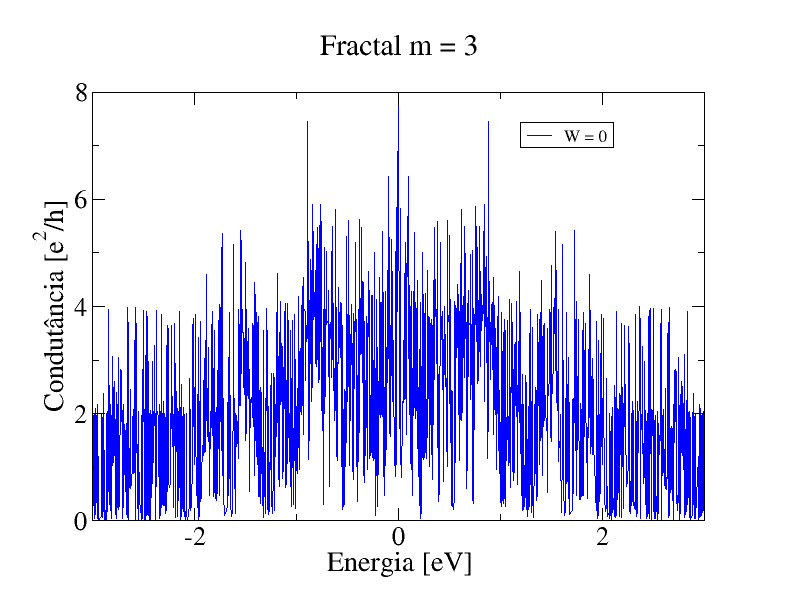 Fractal m = 3
W = 0
Condutância [e²/h]
8
6
4
2
0
-2 0 2
Energia [eV]